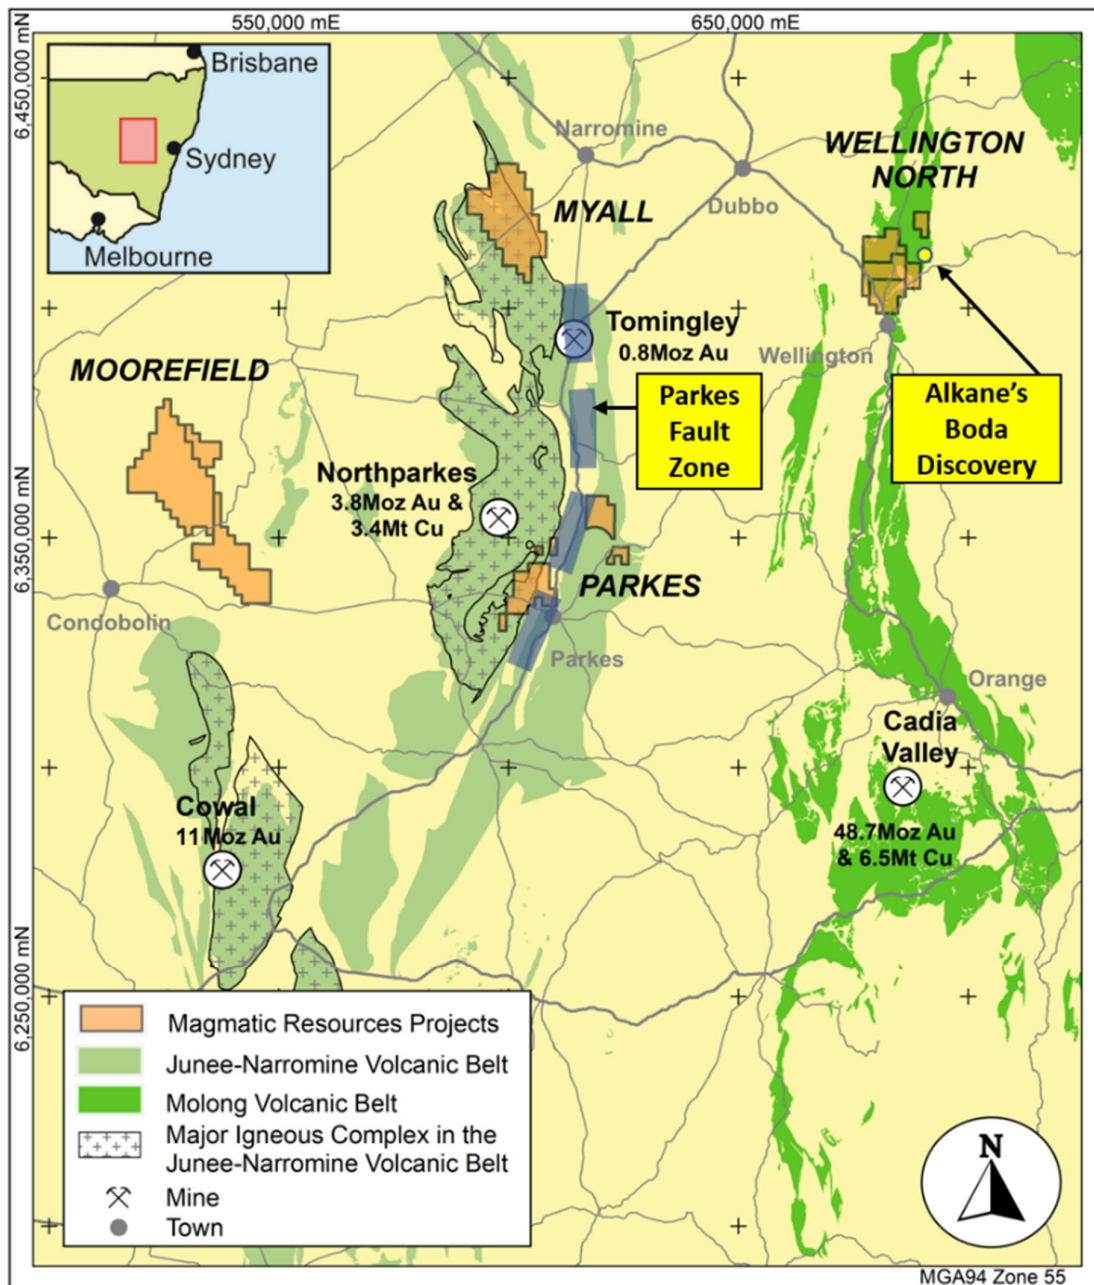 550,000 mE
650,000 mE
6,450,000 mN
6,350,000 mN
6,250,000 mN
Brisbane
Sydney
Melbourne
Narromine
MYALL
Dubbo
WELLINGTON
NORTH
Tomingley
0.8Moz Au
Wellington
MOOREFIELD
Parkes
Fault
Zone
Alkane's
Boda
Discovery
Northparkes
3.8Moz Au &
3.4Mt Cu
PARKES
Condobolin
Parkes
Orange
Cadia
Valley
48.7Moz Au
& 6.5Mt Cu
Cowal
11Moz Au
Magmatic Resources Projects
Junee-Narromine Volcanic Belt
Molong Volcanic Belt
Major Igneous Complex in the
Junee-Narromine Volcanic Belt
Mine
Town
N
MGA94 Zone 55